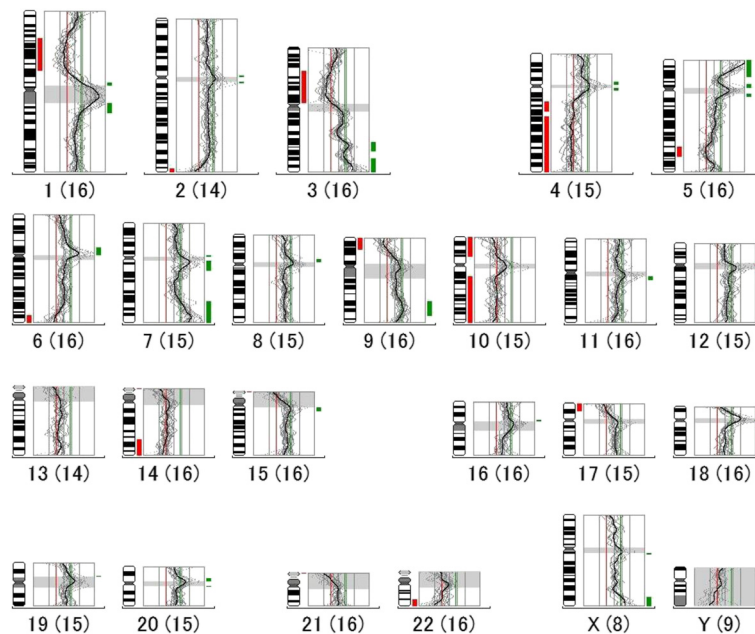 1 (16) 2 (14) 3 (16) 4 (15) 5 (16)
6 (16) 7 (15) 8 (15) 9 (16) 10 (15) 11 (16) 12 (15)
13 (14) 14 (16) 15 (16) 16 (16) 17 (15) 18 (16)
19 (15) 20 (15) 21 (16) 22 (16) X (8) Y (9)